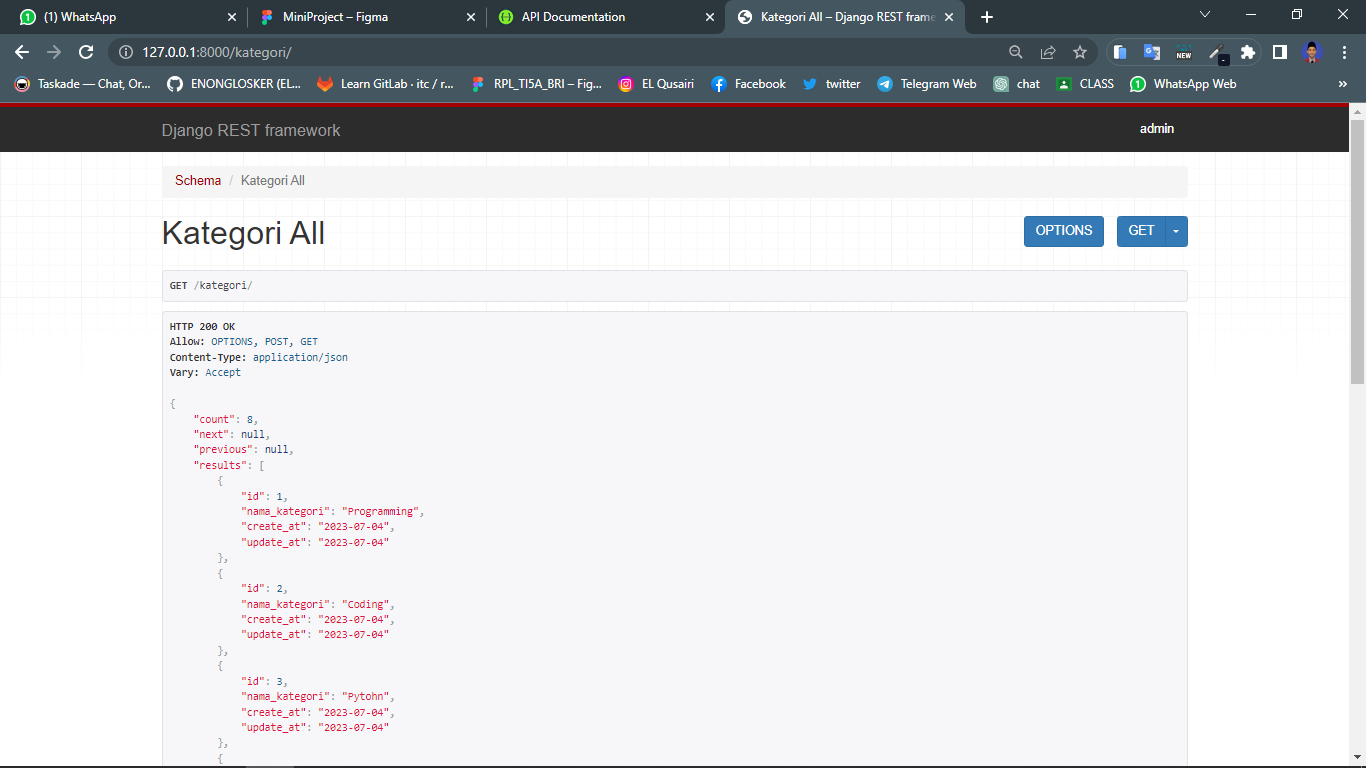 (1) WhatsApp
MiniProject – Figma
API Documentation
Kategori All – Django REST frame
127.0.0.1:8000/kategori/
NEW
Taskade — Chat, Or...
ENONGLOSKER (EL...
Learn GitLab · itc / r...
RPL_TI5A_BRI – Fig...
EL Qusairi
Facebook
twitter
Telegram Web
chat
CLASS
WhatsApp Web
»
Django REST framework
admin
Schema / Kategori All
Kategori All
OPTIONS
GET
GET /kategori/
HTTP 200 OK
Allow: OPTIONS, POST, GET
Content-Type: application/json
Vary: Accept
{
"count": 8,
"next": null,
"previous": null,
"results": [
{
"id": 1,
"nama_kategori": "Programming",
"create_at": "2023-07-04",
"update_at": "2023-07-04"
},
{
"id": 2,
"nama_kategori": "Coding",
"create_at": "2023-07-04",
"update_at": "2023-07-04"
},
{
"id": 3,
"nama_kategori": "Pytohn",
"create_at": "2023-07-04",
"update_at": "2023-07-04"
},
{